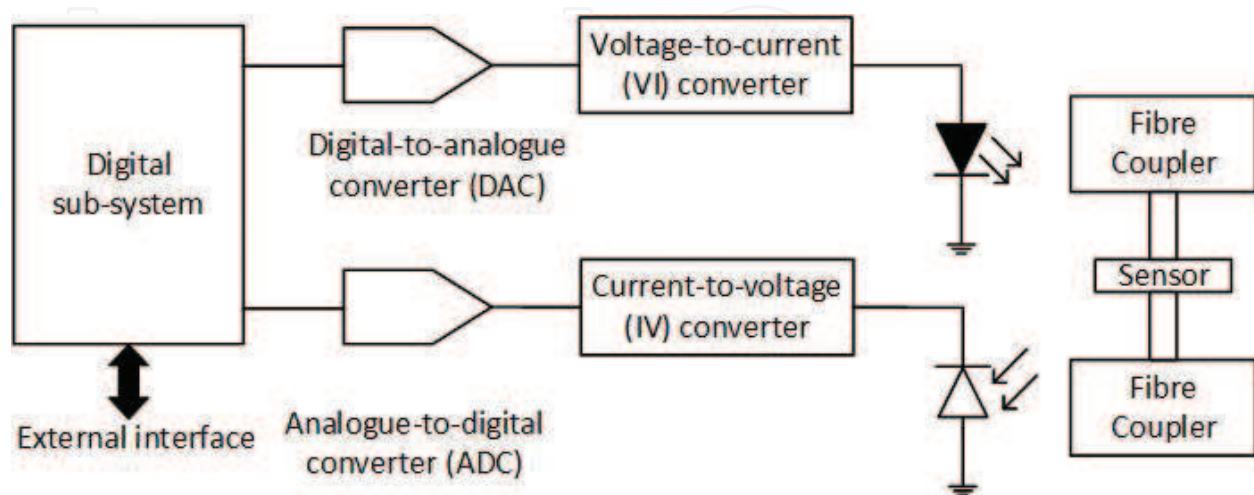 Digital
sub-system
External interface
Digital-to-analogue
converter (DAC)
Voltage-to-current
(VI) converter
Analogue-to-digital
converter (ADC)
Current-to-voltage
(IV) converter
Fibre
Coupler
Sensor
Fibre
Coupler